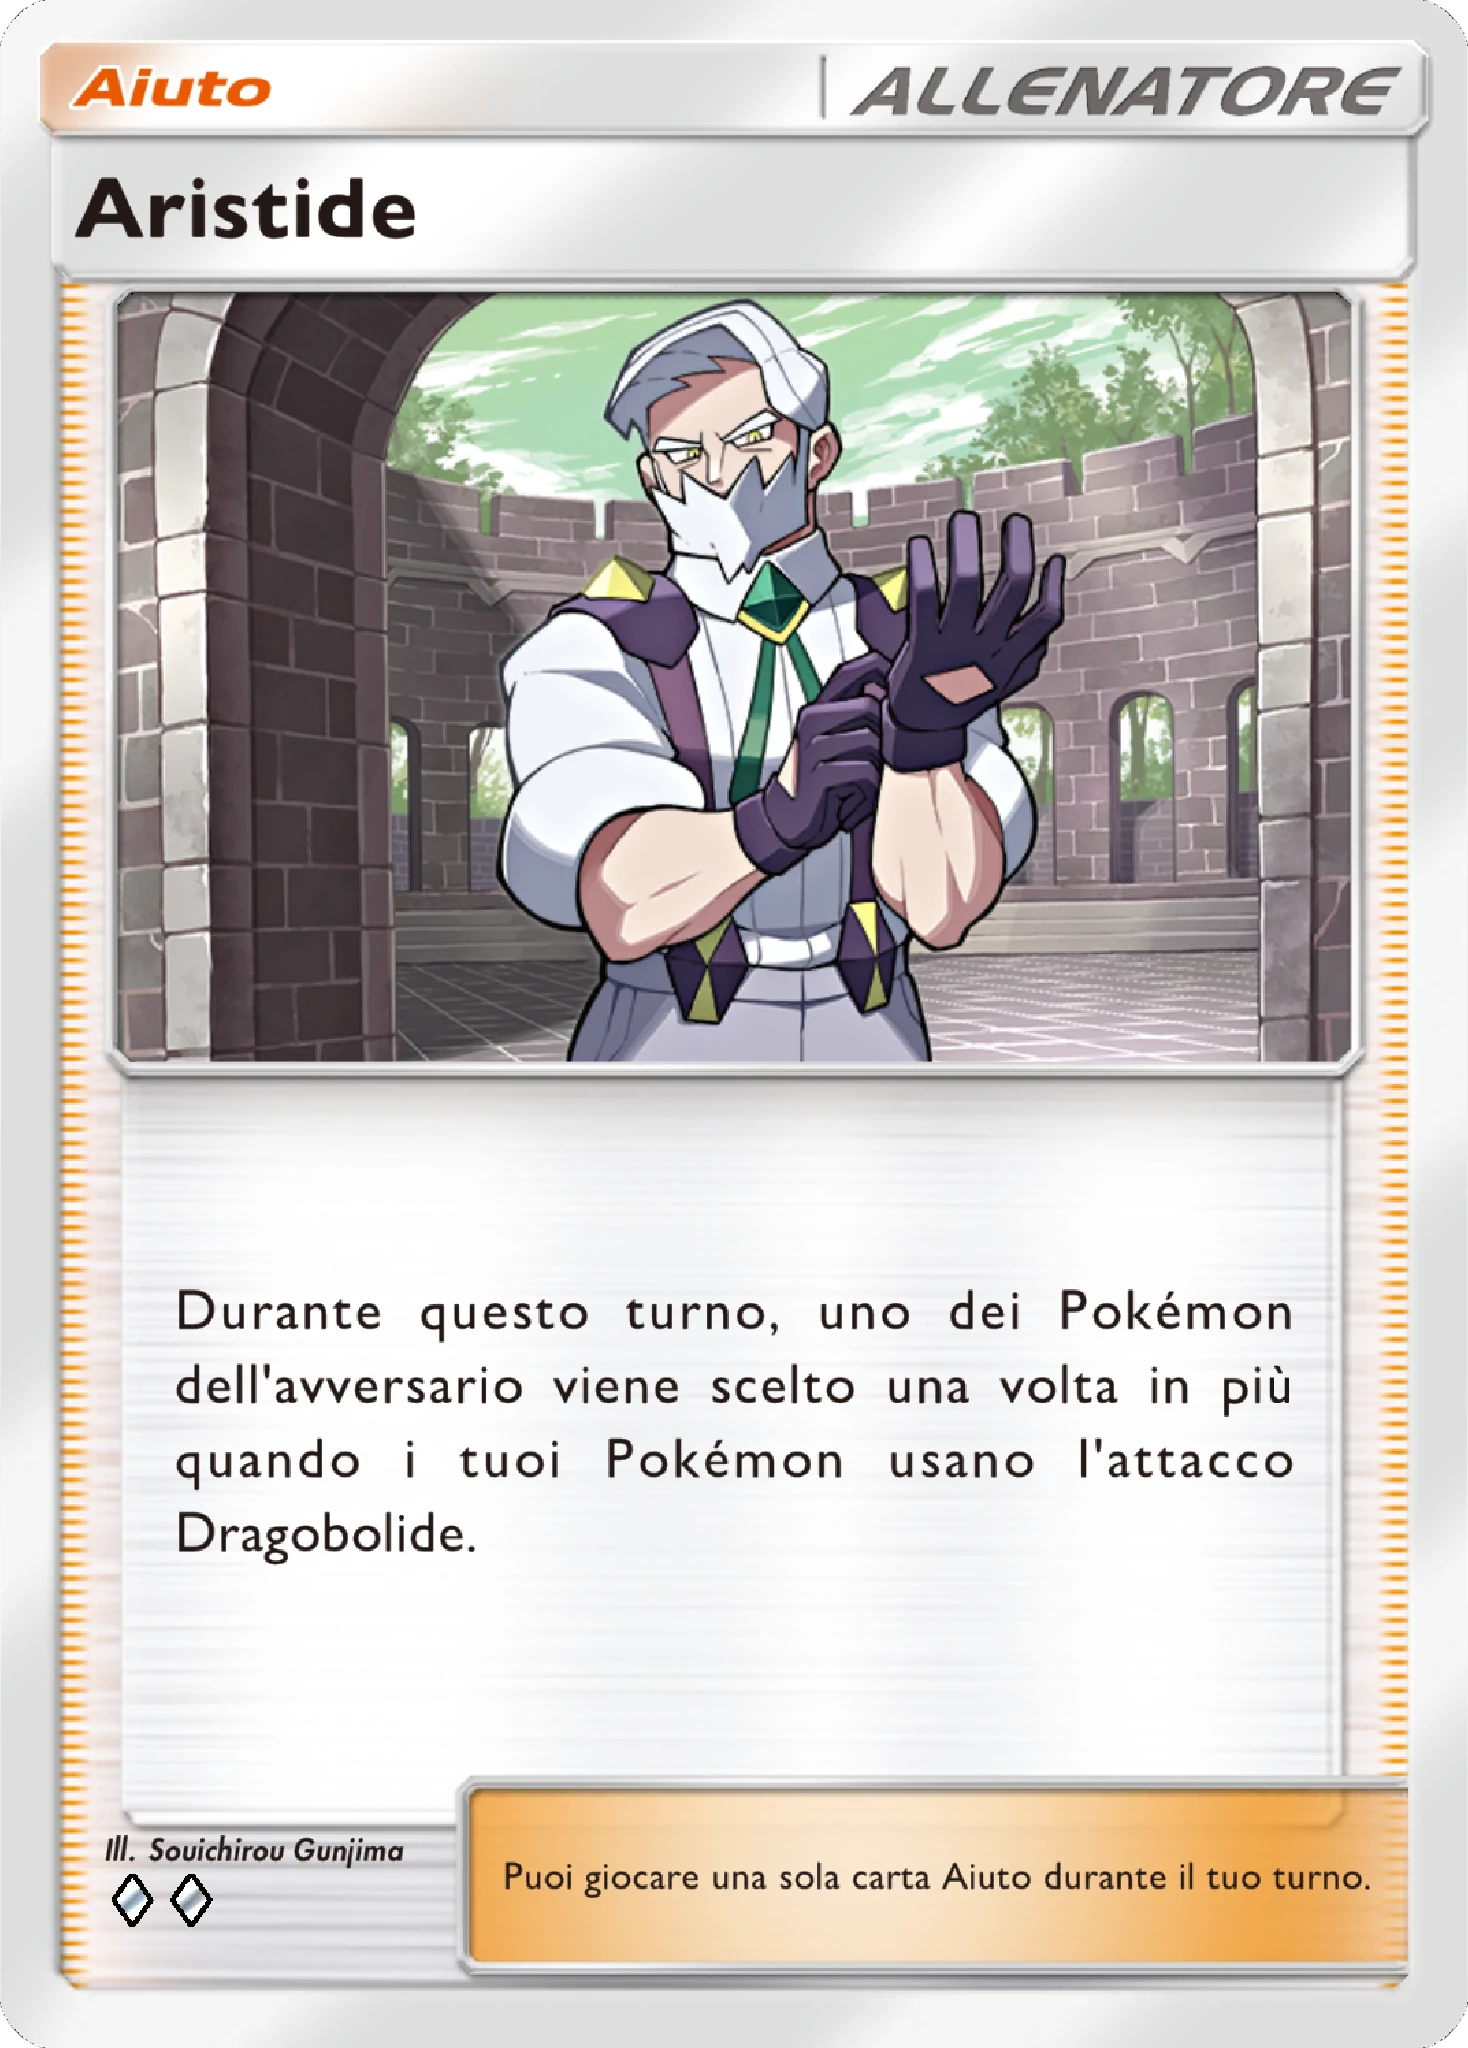 Aiuto
ALLENATORE
Aristide
Durante questo turno, uno dei Pokémon
dell'avversario viene scelto una volta in più
quando i tuoi Pokémon usano l'attacco
Dragobolide.
Ill. Souichirou Gunjima
Puoi giocare una sola carta Aiuto durante il tuo turno.